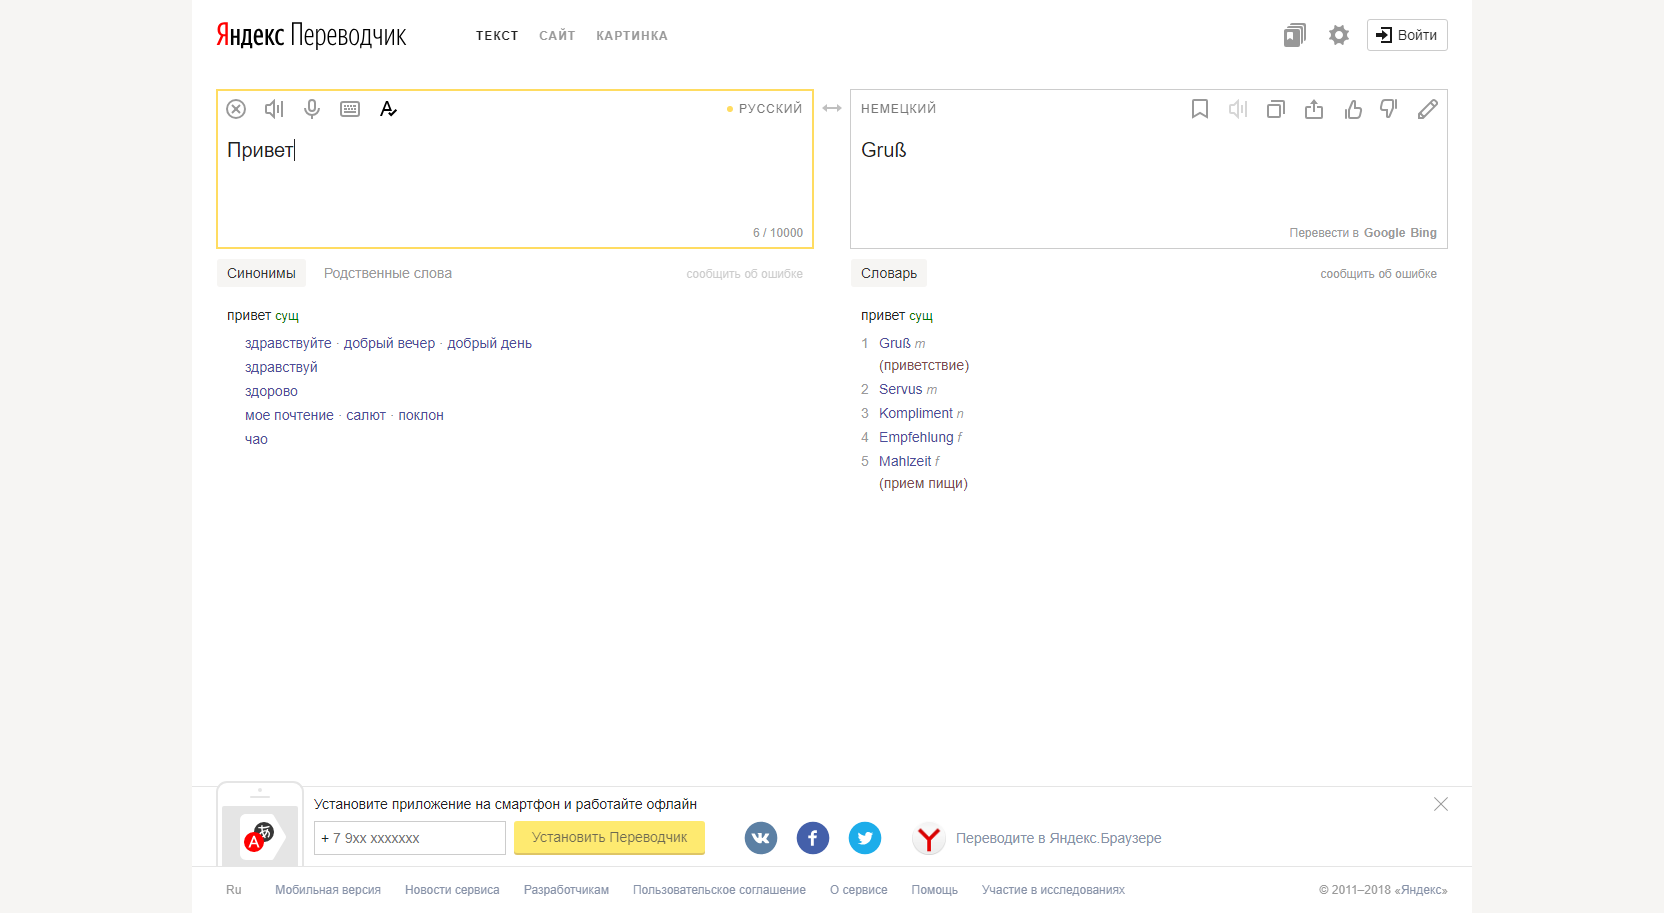 Яндекс Переводчик ТЕКСТ САЙТ КАРТИНКА Войти
РУССКИЙ
Привет
6 / 10000
НЕМЕЦКИЙ
Gruß
Перевести в Google Bing
Синонимы Родственные слова сообщить об ошибке
привет сущ
здравствуйте · добрый вечер · добрый день
здравствуй
здорово
мое почтение · салют · поклон
чао
Словарь сообщить об ошибке
привет сущ
1 Gruß m
(приветствие)
2 Servus m
3 Kompliment n
4 Empfehlung f
5 Mahlzeit f
(прием пищи)
Установите приложение на смартфон и работайте офлайн
+ 7 9xx xxxxxxx Установить Переводчик Переводите в Яндекс.Браузере
Ru Мобильная версия Новости сервиса Разработчикам Пользовательское соглашение О сервисе Помощь Участие в исследованиях © 2011–2018 «Яндекс»